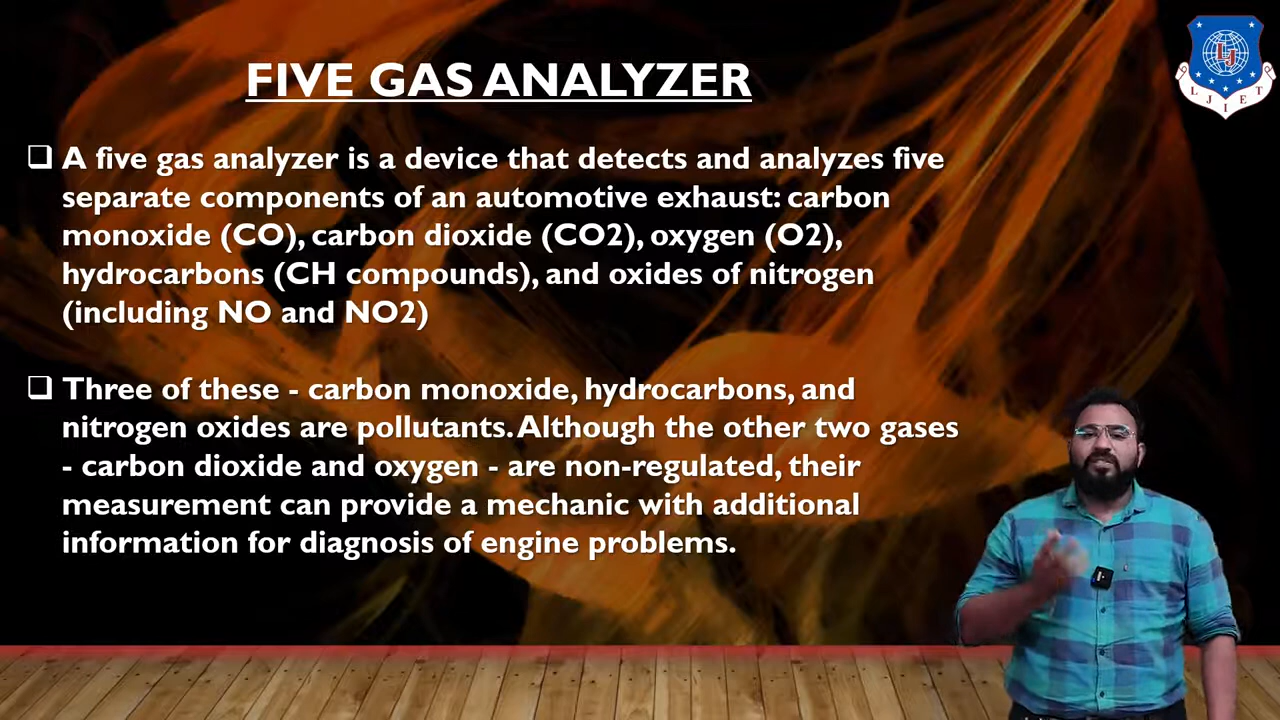 FIVE GAS ANALYZER
A five gas analyzer is a device that detects and analyzes five
separate components of an automotive exhaust: carbon
monoxide (CO), carbon dioxide (CO2), oxygen (O2),
hydrocarbons (CH compounds), and oxides of nitrogen
(including NO and NO2)
Three of these - carbon monoxide, hydrocarbons, and
nitrogen oxides are pollutants. Although the other two gases
- carbon dioxide and oxygen - are non-regulated, their
measurement can provide a mechanic with additional
information for diagnosis of engine problems.
LJ
LJIET